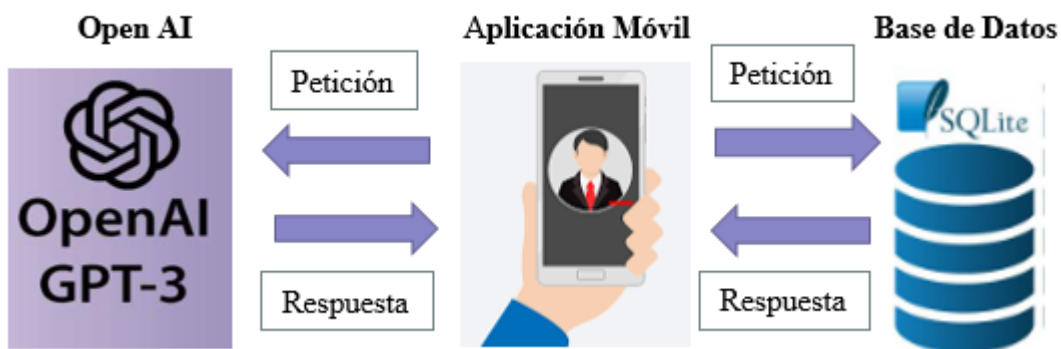 Open AI
Aplicación Móvil
Base de Datos
Petición
Petición
SQLite
OpenAI
GPT-3
Respuesta
Respuesta